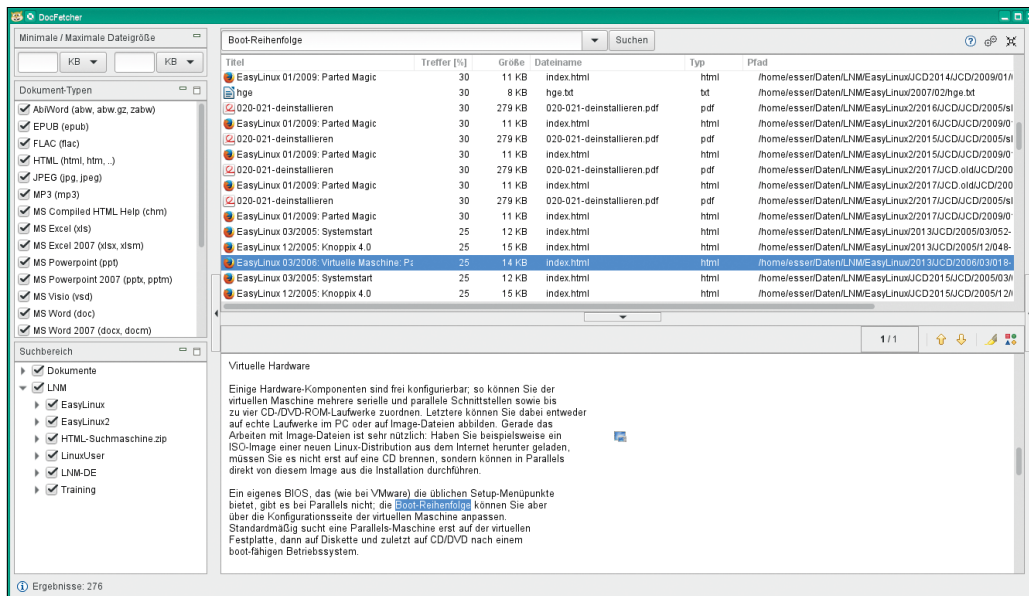 DocFetcher
Minimale / Maximale Dateigröße
KB KB
Dokument-Typen
AbiWord (abw, abw.gz, zabw)
EPUB (epub)
FLAC (flac)
HTML (html, htm, ..)
JPEG (jpg, jpeg)
MP3 (mp3)
MS Compiled HTML Help (chm)
MS Excel (xls)
MS Excel 2007 (xlsx, xlsm)
MS Powerpoint (ppt)
MS Powerpoint 2007 (pptx, pptm)
MS Visio (vsd)
MS Word (doc)
MS Word 2007 (docx, docm)
Suchbereich
Dokumente
LNM
EasyLinux
EasyLinux2
HTML-Suchmaschine.zip
LinuxUser
LNM-DE
Training
Boot-Reihenfolge Suchen
Titel Treffer [%] Größe Dateiname Typ Pfad
EasyLinux 01/2009: Parted Magic 30 11 KB index.html html /home/esser/Daten/LNM/EasyLinux/JCD2014/JCD/2009/01/
hge 30 8 KB hge.txt txt /home/esser/Daten/LNM/EasyLinux/2007/02/hge.txt
020-021-deinstallieren 30 279 KB 020-021-deinstallieren.pdf pdf /home/esser/Daten/LNM/EasyLinux2/2016/JCD/JCD/2005/sl
EasyLinux 01/2009: Parted Magic 30 11 KB index.html html /home/esser/Daten/LNM/EasyLinux2/2016/JCD/JCD/2009/0
020-021-deinstallieren 30 279 KB 020-021-deinstallieren.pdf pdf /home/esser/Daten/LNM/EasyLinux2/2015/JCD/JCD/2005/sl
EasyLinux 01/2009: Parted Magic 30 11 KB index.html html /home/esser/Daten/LNM/EasyLinux2/2015/JCD/JCD/2009/0
020-021-deinstallieren 30 279 KB 020-021-deinstallieren.pdf pdf /home/esser/Daten/LNM/EasyLinux2/2017/JCD.old/JCD/200
EasyLinux 01/2009: Parted Magic 30 11 KB index.html html /home/esser/Daten/LNM/EasyLinux2/2017/JCD.old/JCD/200
020-021-deinstallieren 30 279 KB 020-021-deinstallieren.pdf pdf /home/esser/Daten/LNM/EasyLinux2/2017/JCD/JCD/2005/sl
EasyLinux 01/2009: Parted Magic 30 11 KB index.html html /home/esser/Daten/LNM/EasyLinux2/2017/JCD/JCD/2009/0
EasyLinux 03/2005: Systemstart 25 12 KB index.html html /home/esser/Daten/LNM/EasyLinux/2013/JCD/2005/03/052-
EasyLinux 12/2005: Knoppix 4.0 25 15 KB index.html html /home/esser/Daten/LNM/EasyLinux/2013/JCD/2005/12/048-
EasyLinux 03/2006: Virtuelle Maschine: Pa 25 14 KB index.html html /home/esser/Daten/LNM/EasyLinux/2013/JCD/2006/03/018-
EasyLinux 03/2005: Systemstart 25 12 KB index.html html /home/esser/Daten/LNM/EasyLinux/JCD2015/JCD/2005/03/
EasyLinux 12/2005: Knoppix 4.0 25 15 KB index.html html /home/esser/Daten/LNM/EasyLinux/JCD2015/JCD/2005/12/
1 / 1
Virtuelle Hardware
Einige Hardware-Komponenten sind frei konfigurierbar; so können Sie der
virtuellen Maschine mehrere serielle und parallele Schnittstellen sowie bis
zu vier CD-/DVD-ROM-Laufwerke zuordnen. Letztere können Sie dabei entweder
auf echte Laufwerke im PC oder auf Image-Dateien abbilden. Gerade das
Arbeiten mit Image-Dateien ist sehr nützlich: Haben Sie beispielsweise ein
ISO-Image einer neuen Linux-Distribution aus dem Internet herunter geladen,
müssen Sie es nicht erst auf eine CD brennen, sondern können in Parallels
direkt von diesem Image aus die Installation durchführen.
Ein eigenes BIOS, das (wie bei VMware) die üblichen Setup-Menüpunkte
bietet, gibt es bei Parallels nicht; die Boot-Reihenfolge können Sie aber
über die Konfigurationsseite der virtuellen Maschine anpassen.
Standardmäßig sucht eine Parallels-Maschine erst auf der virtuellen
Festplatte, dann auf Diskette und zuletzt auf CD/DVD nach einem
boot-fähigen Betriebssystem.
Ergebnisse: 276